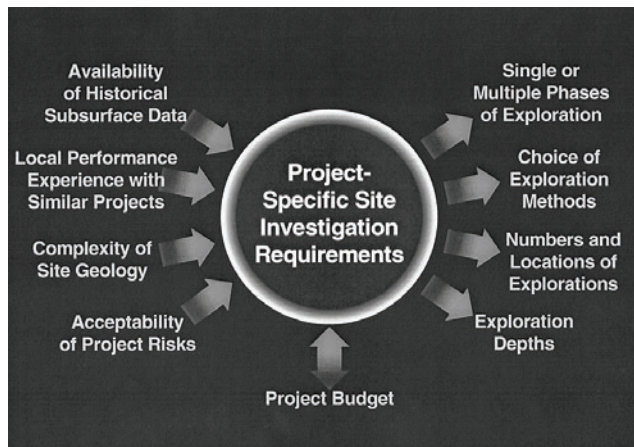 Availability
of Historical
Subsurface Data
Local Performance
Experience with
Similar Projects
Complexity of
Site Geology
Acceptability
of Project Risks
Project-
Specific Site
Investigation
Requirements
Single or
Multiple Phases
of Exploration
Choice of
Exploration
Methods
Numbers and
Locations of
Explorations
Exploration
Depths
Project Budget